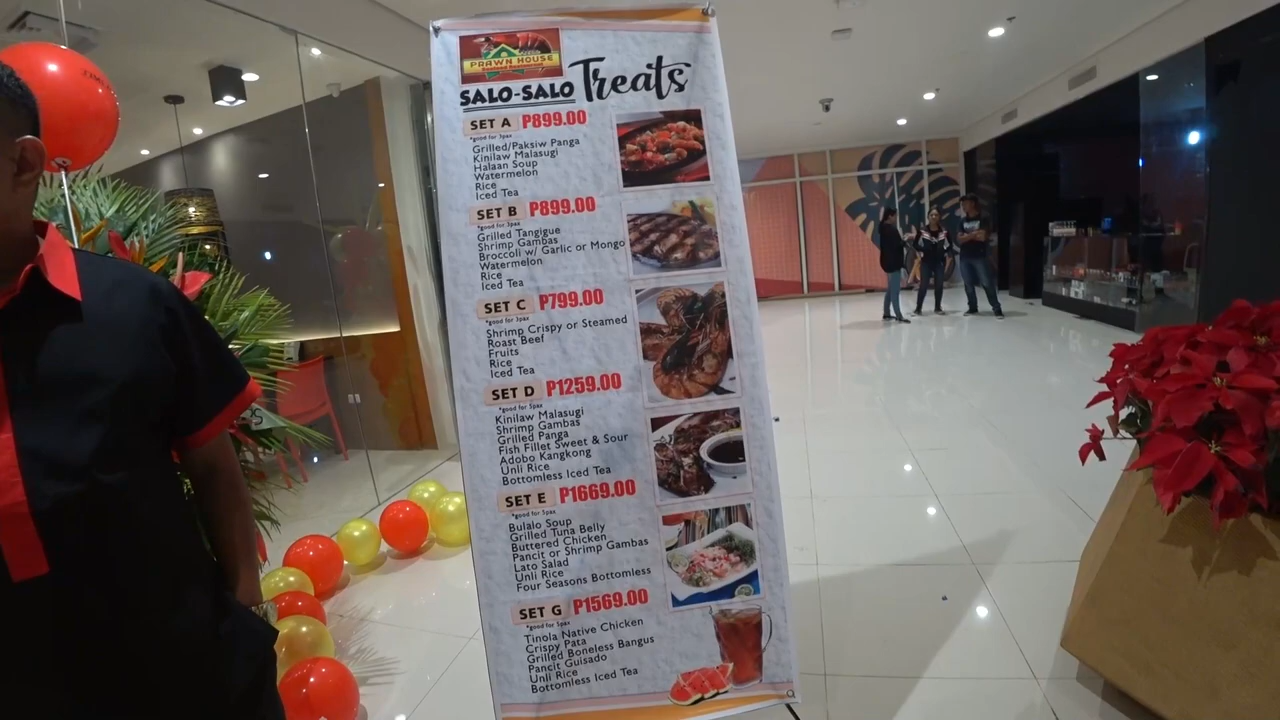 PRAWN HOUSE
Seafood Restaurant
SALO-SALO Treats
SET A P899.00
*good for 3pax
Grilled/Paksiw Panga
Kinilaw Malasugi
Halaan Soup
Watermelon
Rice
Iced Tea
SET B P899.00
*good for 3pax
Grilled Tangigue
Shrimp Gambas
Broccoli w/ Garlic or Mongo
Watermelon
Rice
Iced Tea
SET C P799.00
*good for 3pax
Shrimp Crispy or Steamed
Roast Beef
Fruits
Rice
Iced Tea
SET D P1259.00
*good for 5pax
Kinilaw Malasugi
Shrimp Gambas
Grilled Panga
Fish Fillet Sweet & Sour
Adobo Kangkong
Unli Rice
Bottomless Iced Tea
SET E P1669.00
*good for 5pax
Bulalo Soup
Grilled Tuna Belly
Buttered Chicken
Pancit or Shrimp Gambas
Lato Salad
Unli Rice
Four Seasons Bottomless
SET G P1569.00
*good for 5pax
Tinola Native Chicken
Crispy Pata
Grilled Boneless Bangus
Pancit Guisado
Unli Rice
Bottomless Iced Tea